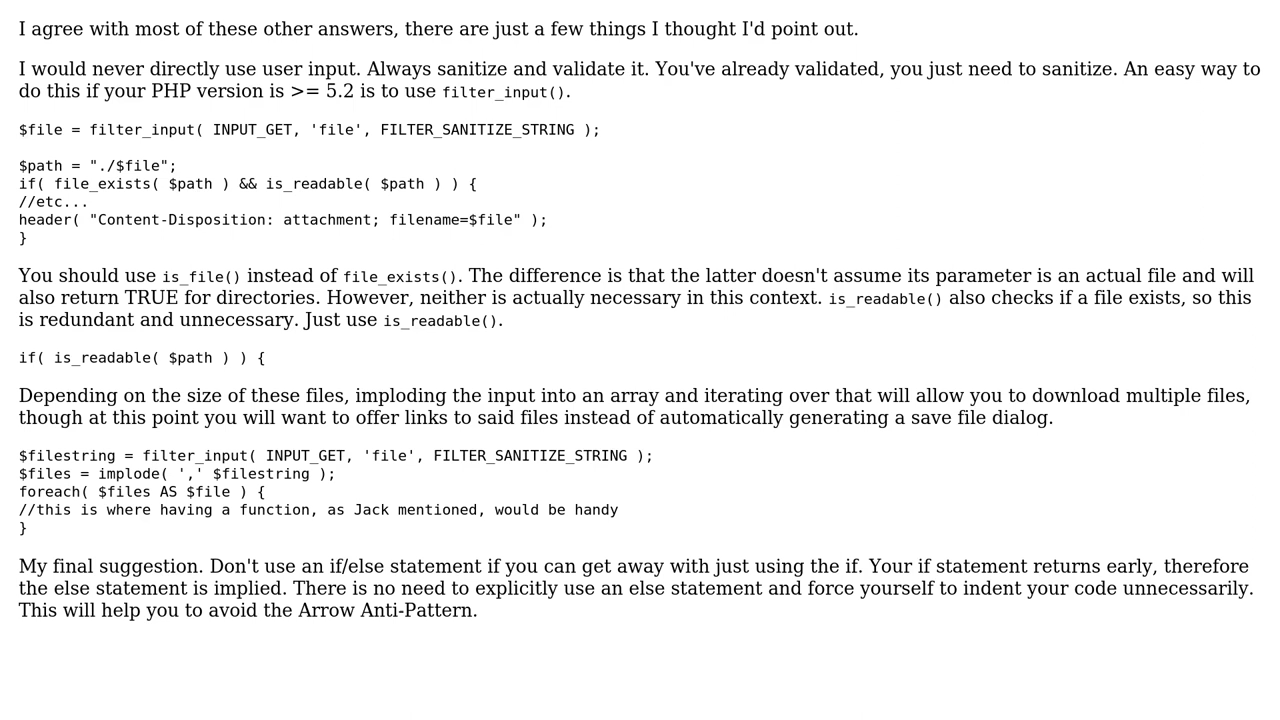 I agree with most of these other answers, there are just a few things I thought I'd point out.
I would never directly use user input. Always sanitize and validate it. You've already validated, you just need to sanitize. An easy way to
do this if your PHP version is >= 5.2 is to use filter_input().
$file = filter_input( INPUT_GET, 'file', FILTER_SANITIZE_STRING );
$path = "./$file";
if( file_exists( $path ) && is_readable( $path ) ) {
//etc...
header( "Content-Disposition: attachment; filename=$file" );
}
You should use is_file() instead of file_exists(). The difference is that the latter doesn't assume its parameter is an actual file and will
also return TRUE for directories. However, neither is actually necessary in this context. is_readable() also checks if a file exists, so this
is redundant and unnecessary. Just use is_readable().
if( is_readable( $path ) ) {
Depending on the size of these files, imploding the input into an array and iterating over that will allow you to download multiple files,
though at this point you will want to offer links to said files instead of automatically generating a save file dialog.
$filestring = filter_input( INPUT_GET, 'file', FILTER_SANITIZE_STRING );
$files = implode( ',' $filestring );
foreach( $files AS $file ) {
//this is where having a function, as Jack mentioned, would be handy
}
My final suggestion. Don't use an if/else statement if you can get away with just using the if. Your if statement returns early, therefore
the else statement is implied. There is no need to explicitly use an else statement and force yourself to indent your code unnecessarily.
This will help you to avoid the Arrow Anti-Pattern.